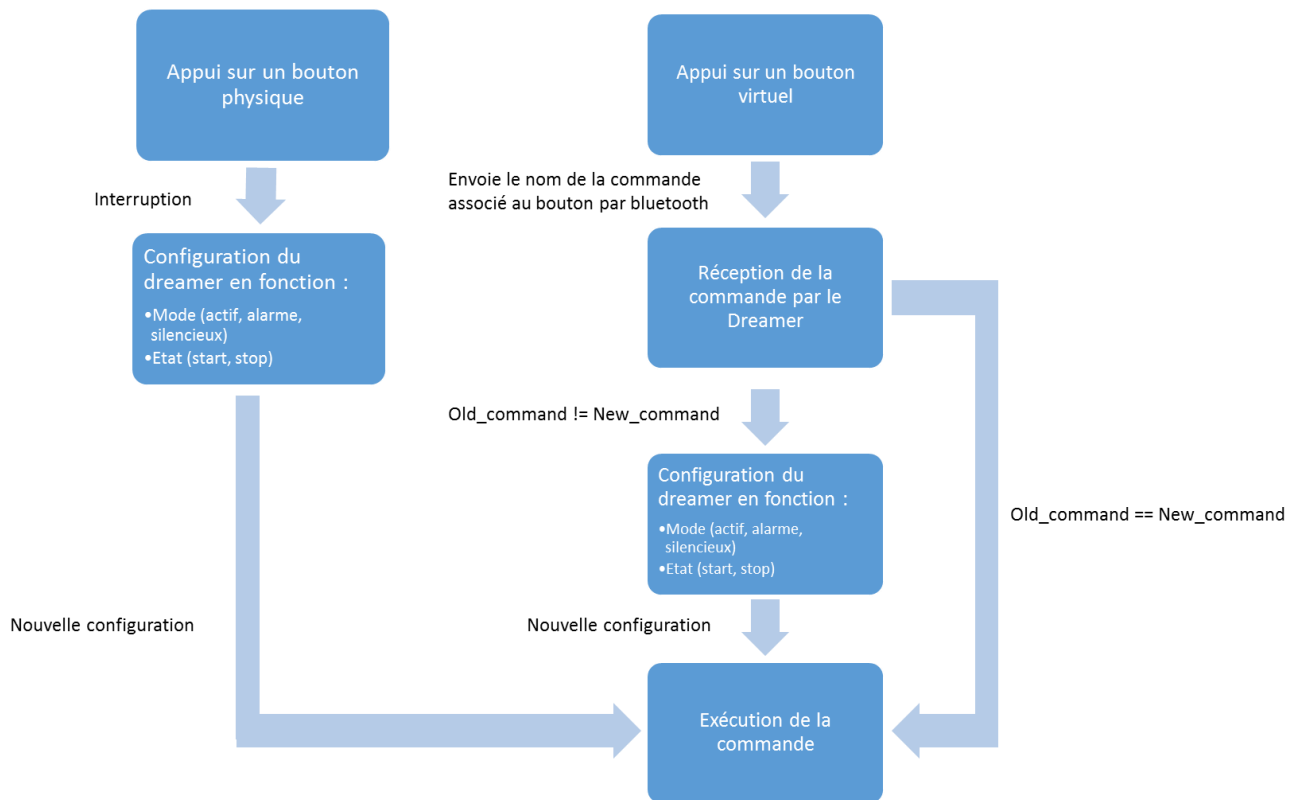 Appui sur un bouton
physique
Appui sur un bouton
virtuel
Interruption
Envoie le nom de la commande
associé au bouton par bluetooth
Configuration du
dreamer en fonction :
•Mode (actif, alarme,
silencieux)
•Etat (start, stop)
Réception de la
commande par le
Dreamer
Old_command != New_command
Configuration du
dreamer en fonction :
•Mode (actif, alarme,
silencieux)
•Etat (start, stop)
Old_command == New_command
Nouvelle configuration
Nouvelle configuration
Exécution de la
commande